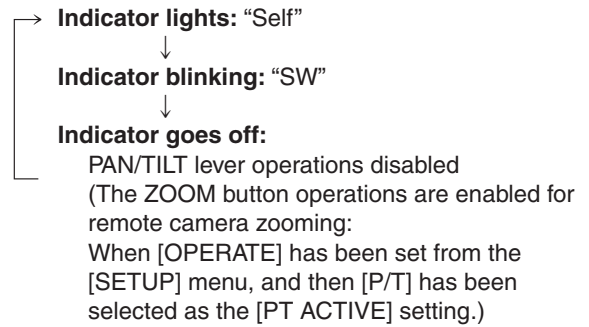 Indicator lights: “Self”
Indicator blinking: “SW”
Indicator goes off:
PAN/TILT lever operations disabled
(The ZOOM button operations are enabled for
remote camera zooming:
When [OPERATE] has been set from the
[SETUP] menu, and then [P/T] has been
selected as the [PT ACTIVE] setting.)